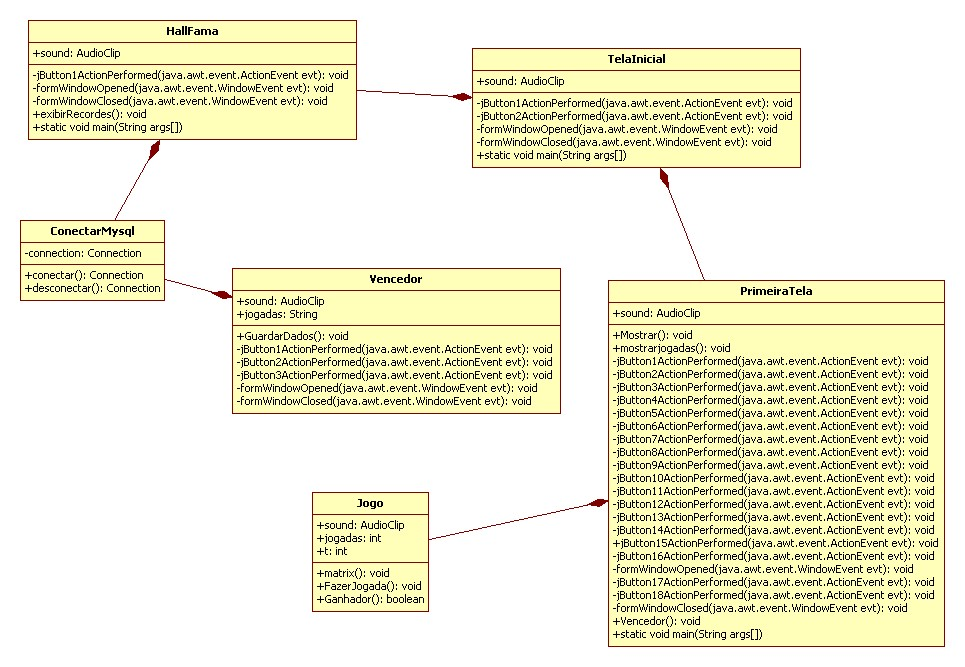 HallFama
+sound: AudioClip
-jButton1ActionPerformed(java.awt.event.ActionEvent evt): void
-formWindowOpened(java.awt.event.WindowEvent evt): void
-formWindowClosed(java.awt.event.WindowEvent evt): void
+exibirRecordes(): void
+static void main(String args[])
TelaInicial
+sound: AudioClip
-jButton1ActionPerformed(java.awt.event.ActionEvent evt): void
-jButton2ActionPerformed(java.awt.event.ActionEvent evt): void
-formWindowOpened(java.awt.event.WindowEvent evt): void
-formWindowClosed(java.awt.event.WindowEvent evt): void
+static void main(String args[])
ConectarMysql
-connection: Connection
+conectar(): Connection
+desconectar(): Connection
Vencedor
+sound: AudioClip
+jogadas: String
+GuardarDados(): void
-jButton1ActionPerformed(java.awt.event.ActionEvent evt): void
-jButton2ActionPerformed(java.awt.event.ActionEvent evt): void
-jButton3ActionPerformed(java.awt.event.ActionEvent evt): void
-formWindowOpened(java.awt.event.WindowEvent evt): void
-formWindowClosed(java.awt.event.WindowEvent evt): void
PrimeiraTela
+sound: AudioClip
+Mostrar(): void
+mostrarjogadas(): void
-jButton1ActionPerformed(java.awt.event.ActionEvent evt): void
-jButton2ActionPerformed(java.awt.event.ActionEvent evt): void
-jButton3ActionPerformed(java.awt.event.ActionEvent evt): void
-jButton4ActionPerformed(java.awt.event.ActionEvent evt): void
-jButton5ActionPerformed(java.awt.event.ActionEvent evt): void
-jButton6ActionPerformed(java.awt.event.ActionEvent evt): void
-jButton7ActionPerformed(java.awt.event.ActionEvent evt): void
-jButton8ActionPerformed(java.awt.event.ActionEvent evt): void
-jButton9ActionPerformed(java.awt.event.ActionEvent evt): void
-jButton10ActionPerformed(java.awt.event.ActionEvent evt): void
-jButton11ActionPerformed(java.awt.event.ActionEvent evt): void
-jButton12ActionPerformed(java.awt.event.ActionEvent evt): void
-jButton13ActionPerformed(java.awt.event.ActionEvent evt): void
-jButton14ActionPerformed(java.awt.event.ActionEvent evt): void
+jButton15ActionPerformed(java.awt.event.ActionEvent evt): void
-jButton16ActionPerformed(java.awt.event.ActionEvent evt): void
-formWindowOpened(java.awt.event.WindowEvent evt): void
-jButton17ActionPerformed(java.awt.event.ActionEvent evt): void
-jButton18ActionPerformed(java.awt.event.ActionEvent evt): void
-formWindowClosed(java.awt.event.WindowEvent evt): void
+Vencedor(): void
+static void main(String args[])
Jogo
+sound: AudioClip
+jogadas: int
+t: int
+matrix(): void
+FazerJogada(): void
+Ganhador(): boolean